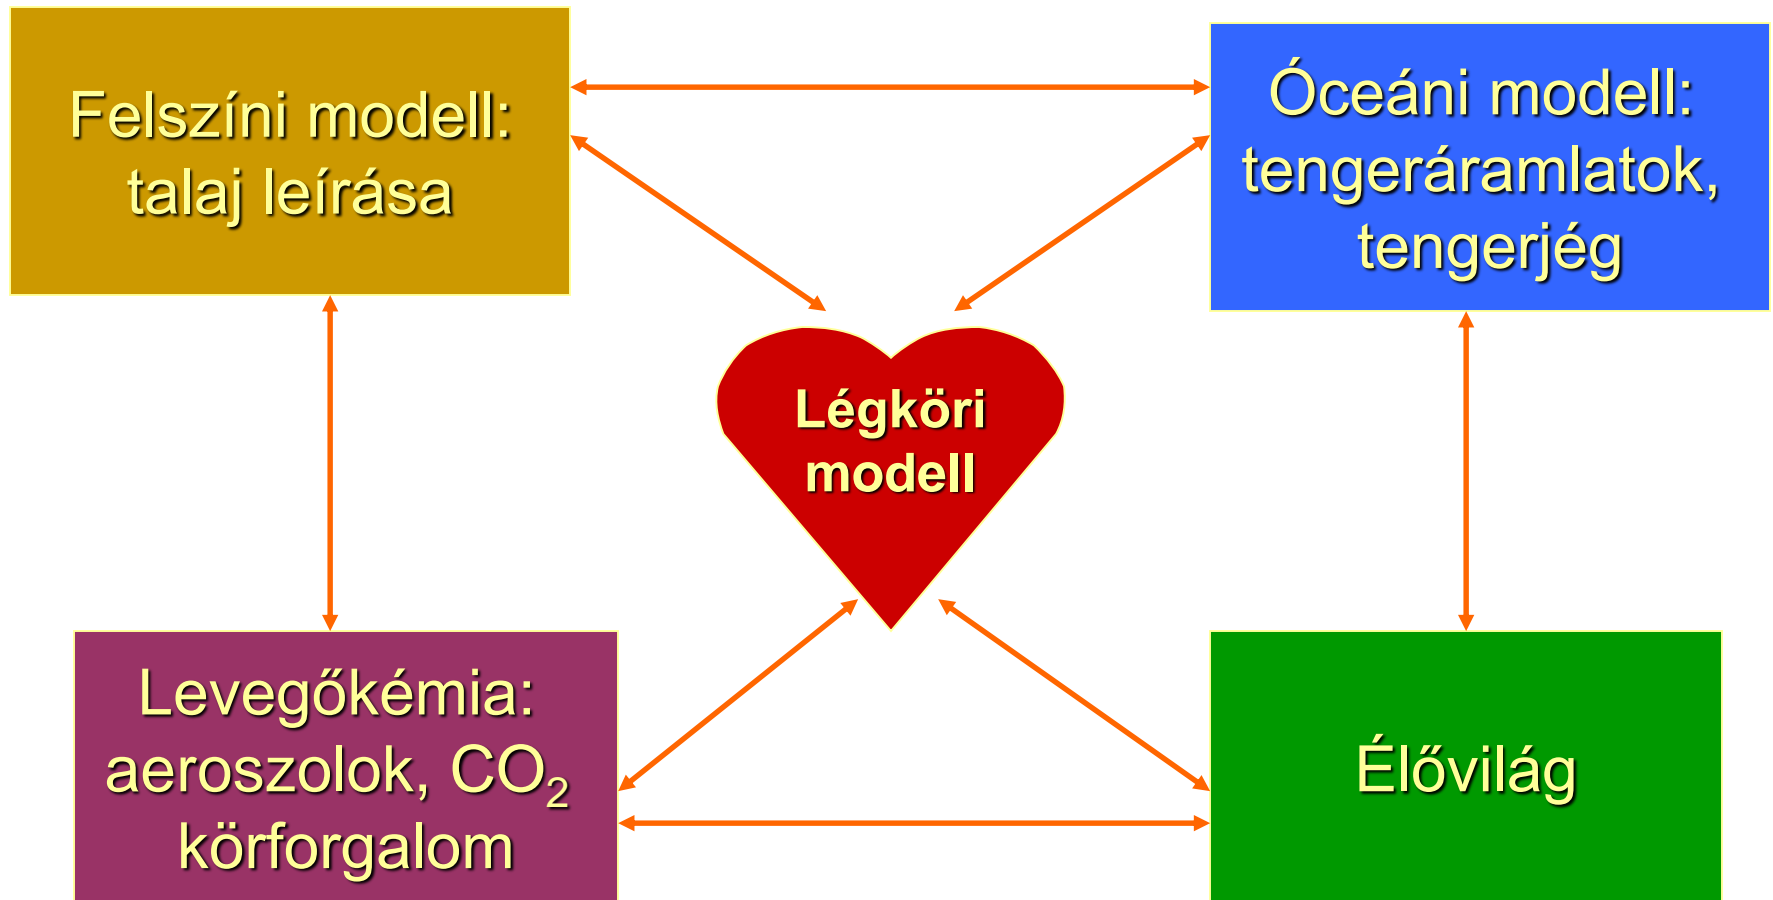 Felszíni modell:
talaj leírása
Óceáni modell:
tengeráramlatok,
tengerjég
Légköri
modell
Levegőkémia:
aeroszolok, CO₂
körforgalom
Élővilág